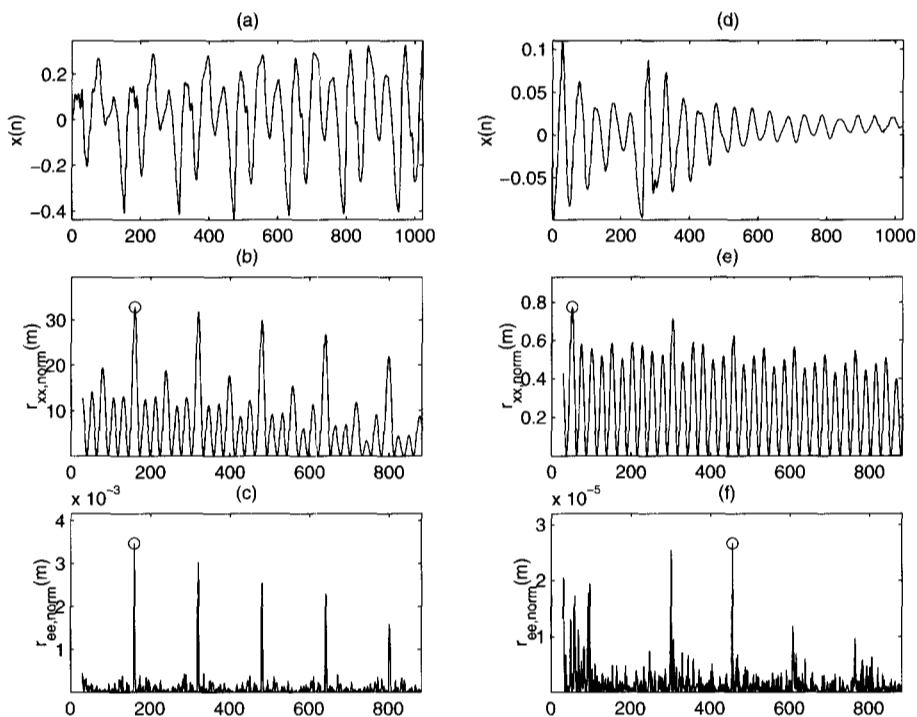 (a)
x(n)
0.2
0
−0.2
−0.4
0 200 400 600 800 1000
(d)
x(n)
0.1
0.05
0
−0.05
0 200 400 600 800 1000
(b)
r_xx,norm(m)
30
20
10
0 200 400 600 800
(e)
r_xx,norm(m)
0.8
0.6
0.4
0.2
0 200 400 600 800
(c)
x 10^−3
r_ee,norm(m)
4
3
2
1
0 200 400 600 800
(f)
x 10^−5
r_ee,norm(m)
3
2
1
0 200 400 600 800